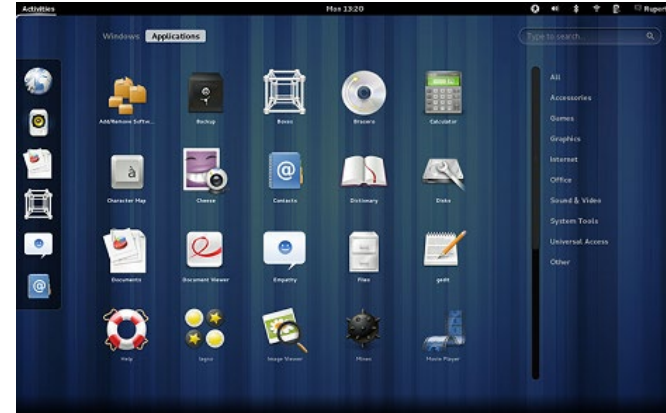 Activities Mon 13:20 Rupert
Windows Applications Type to search...
Add/Remove Softw... Backup Boxes Brasero Calculator
Character Map Cheese Contacts Dictionary Disks
Documents Document Viewer Empathy Files gedit
Help Iagno Image Viewer Mines Movie Player
All
Accessories
Games
Graphics
Internet
Office
Sound & Video
System Tools
Universal Access
Other